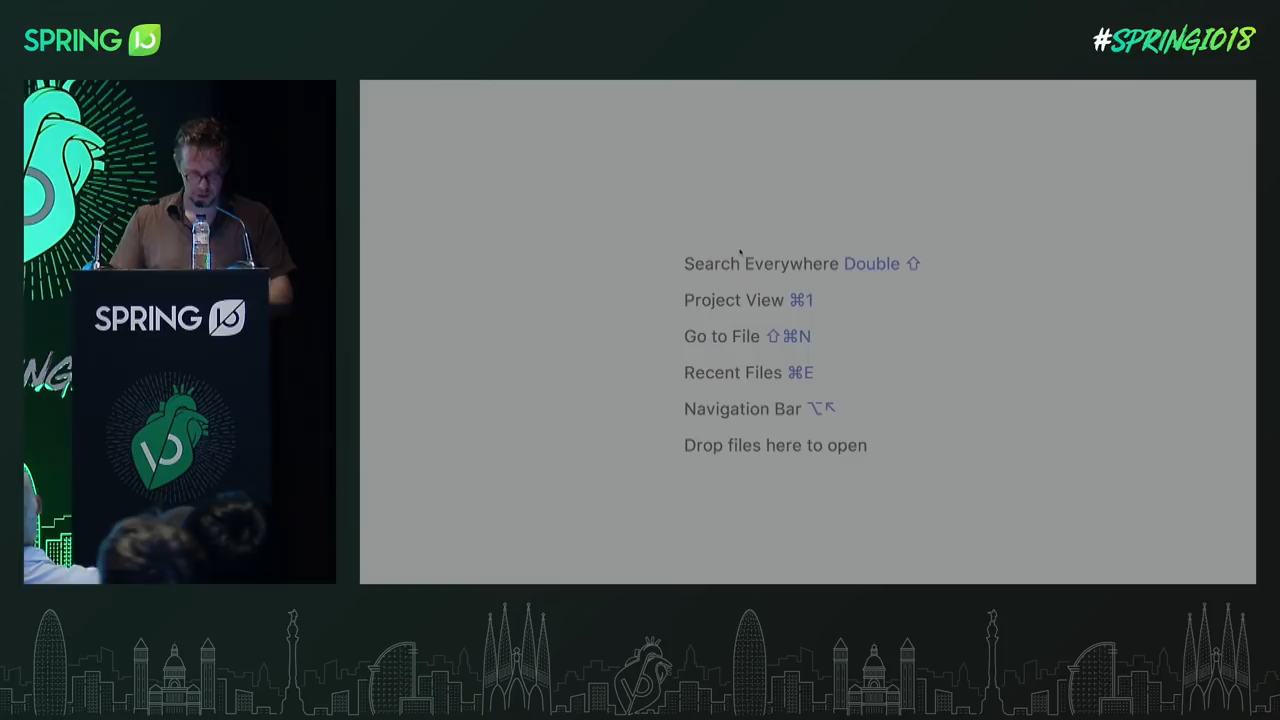 SPRING IO
#SPRINGIO18
SPRING IO
Search Everywhere Double ⇧
Project View ⌘1
Go to File ⇧⌘N
Recent Files ⌘E
Navigation Bar ⌥↖
Drop files here to open